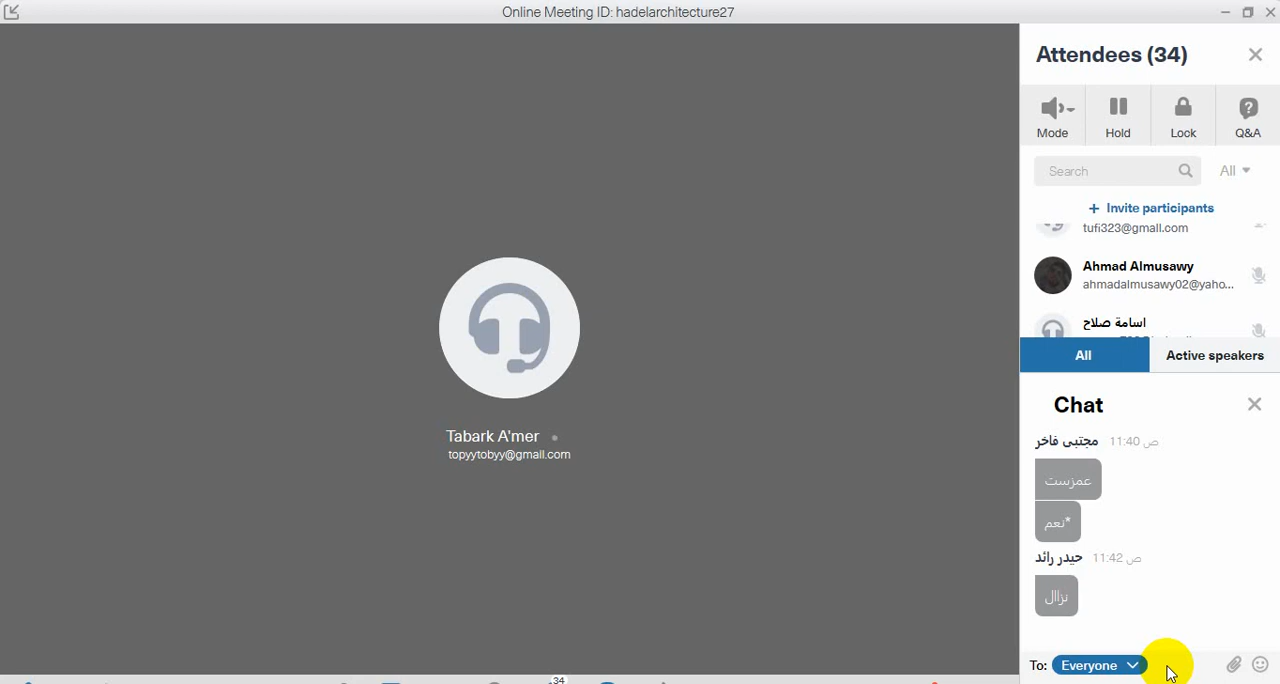 Online Meeting ID: hadelarchitecture27
Attendees (34)
Mode
Hold
Lock
Q&A
Search
All
+ Invite participants
tufi323@gmail.com
Ahmad Almusawy
ahmadalmusawy02@yaho...
اسامة صلاح
All
Active speakers
Chat
مجتبى فاخر 11:40 ص
عمزست
*نعم
حيدر رائد 11:42 ص
نزاال
To: Everyone
Tabark A'mer
topyytobyy@gmail.com
34